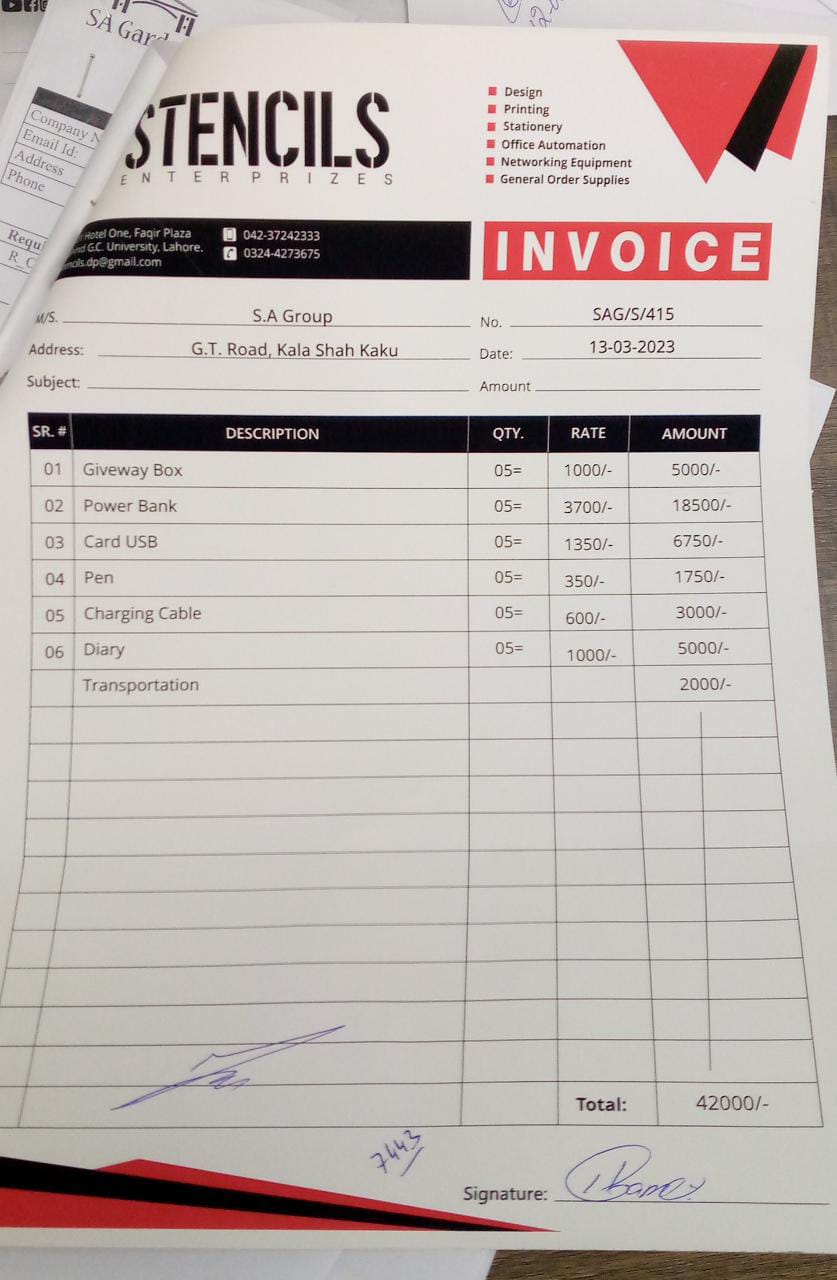 SA Gard
Company N
Email Id:
Address
Phone
Requ
R_C
STENCILS
ENTERPRIZES
Design
Printing
Stationery
Office Automation
Networking Equipment
General Order Supplies
Hotel One, Faqir Plaza
G.C. University, Lahore.
ncils.dp@gmail.com
042-37242333
0324-4273675
INVOICE
M/S. S.A Group
No. SAG/S/415
Address: G.T. Road, Kala Shah Kaku
Date: 13-03-2023
Subject:
Amount
SR. # DESCRIPTION QTY. RATE AMOUNT
01 Giveway Box 05= 1000/- 5000/-
02 Power Bank 05= 3700/- 18500/-
03 Card USB 05= 1350/- 6750/-
04 Pen 05= 350/- 1750/-
05 Charging Cable 05= 600/- 3000/-
06 Diary 05= 1000/- 5000/-
Transportation 2000/-
Total: 42000/-
7443
Signature: